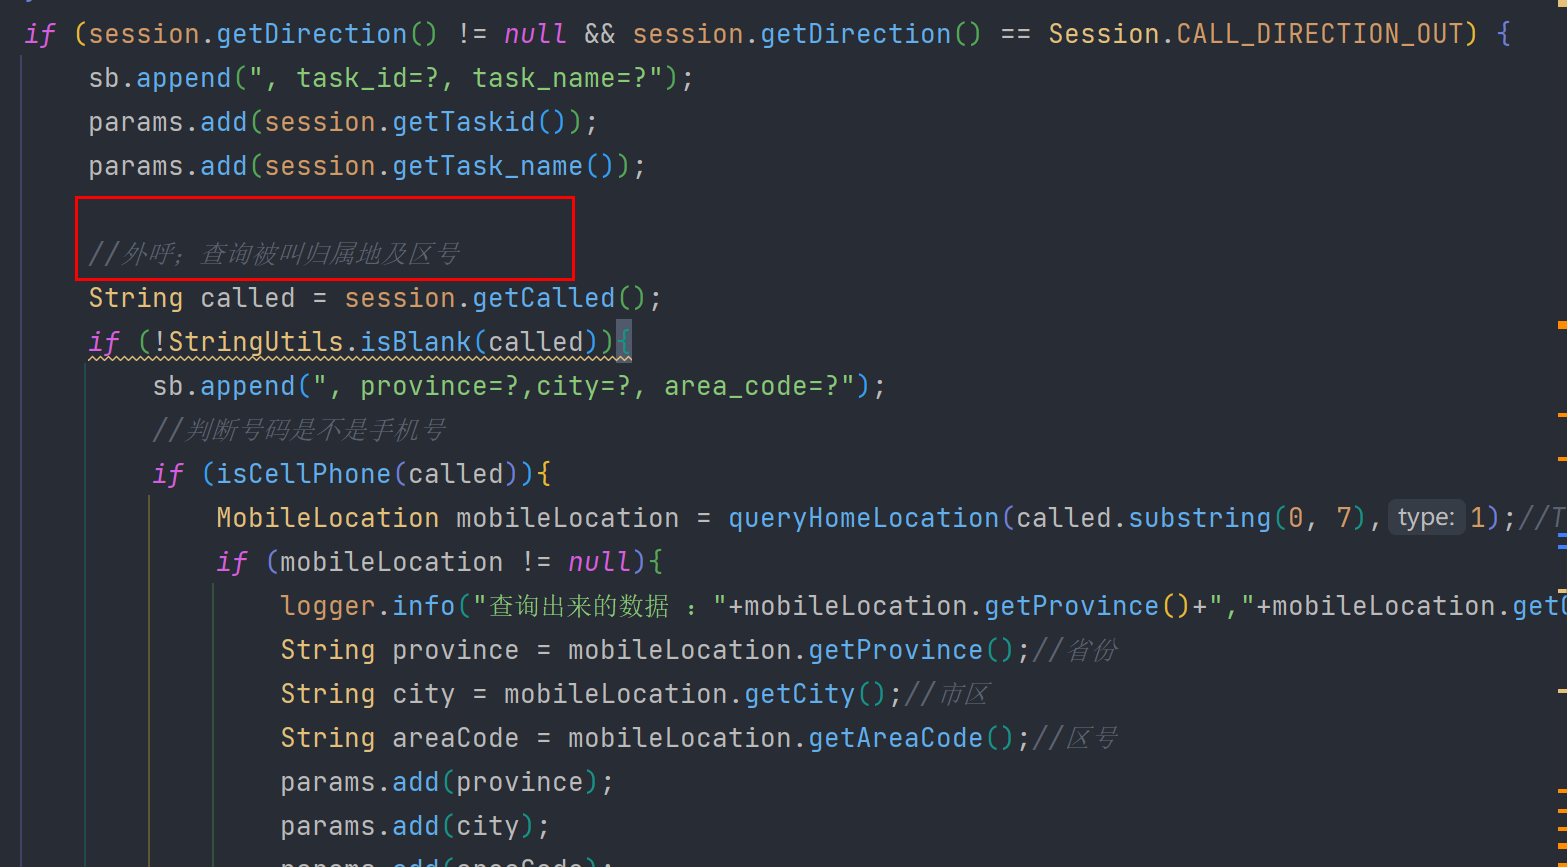 if (session.getDirection() != null && session.getDirection() == Session.CALL_DIRECTION_OUT) {
sb.append(", task_id=?, task_name=?");
params.add(session.getTaskid());
params.add(session.getTask_name());
//外呼；查询被叫归属地及区号
String called = session.getCalled();
if (!StringUtils.isBlank(called)){
sb.append(", province=?,city=?, area_code=?");
//判断号码是不是手机号
if (isCellPhone(called)){
MobileLocation mobileLocation = queryHomeLocation(called.substring(0, 7), type: 1);//T
if (mobileLocation != null){
logger.info("查询出来的数据 ："+mobileLocation.getProvince()+","+mobileLocation.get
String province = mobileLocation.getProvince();//省份
String city = mobileLocation.getCity();//市区
String areaCode = mobileLocation.getAreaCode();//区号
params.add(province);
params.add(city);
params.add(areaCode);